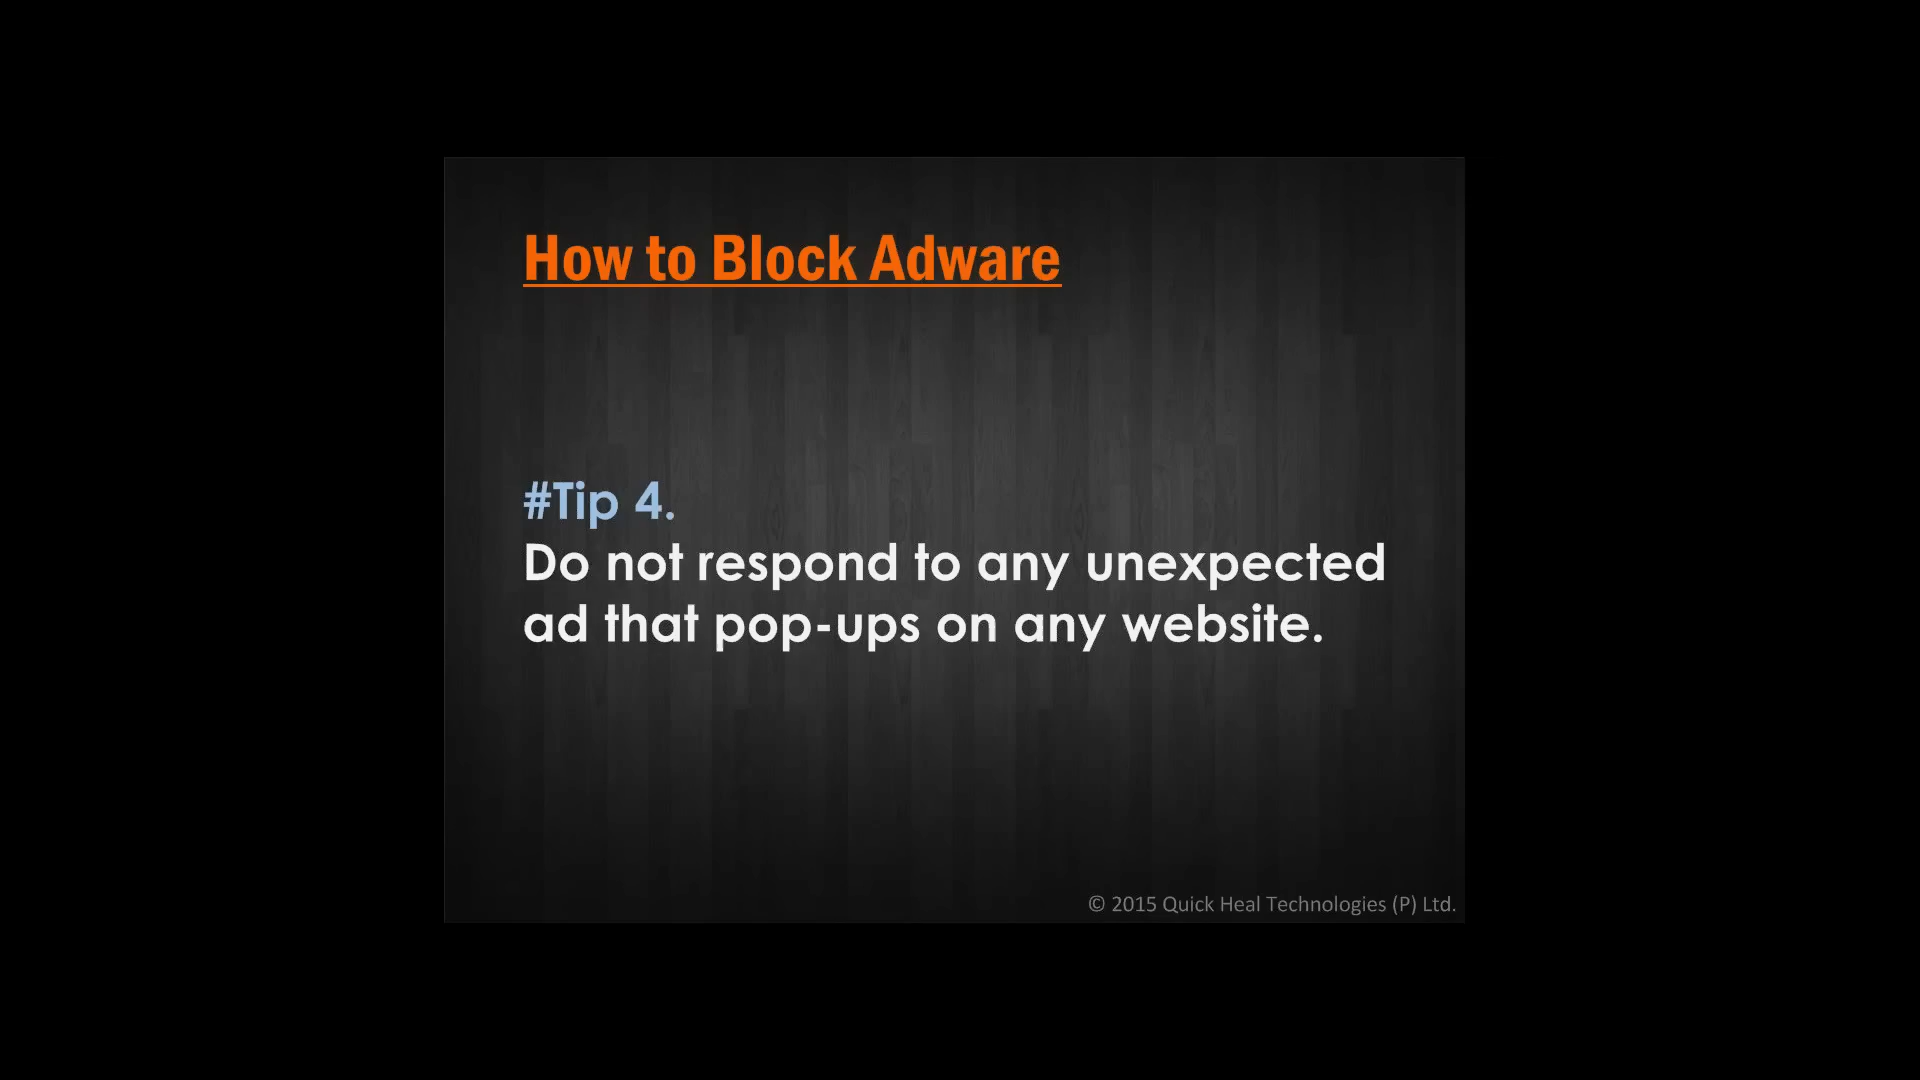 How to Block Adware
#Tip 4.
Do not respond to any unexpected
ad that pop-ups on any website.
© 2015 Quick Heal Technologies (P) Ltd.